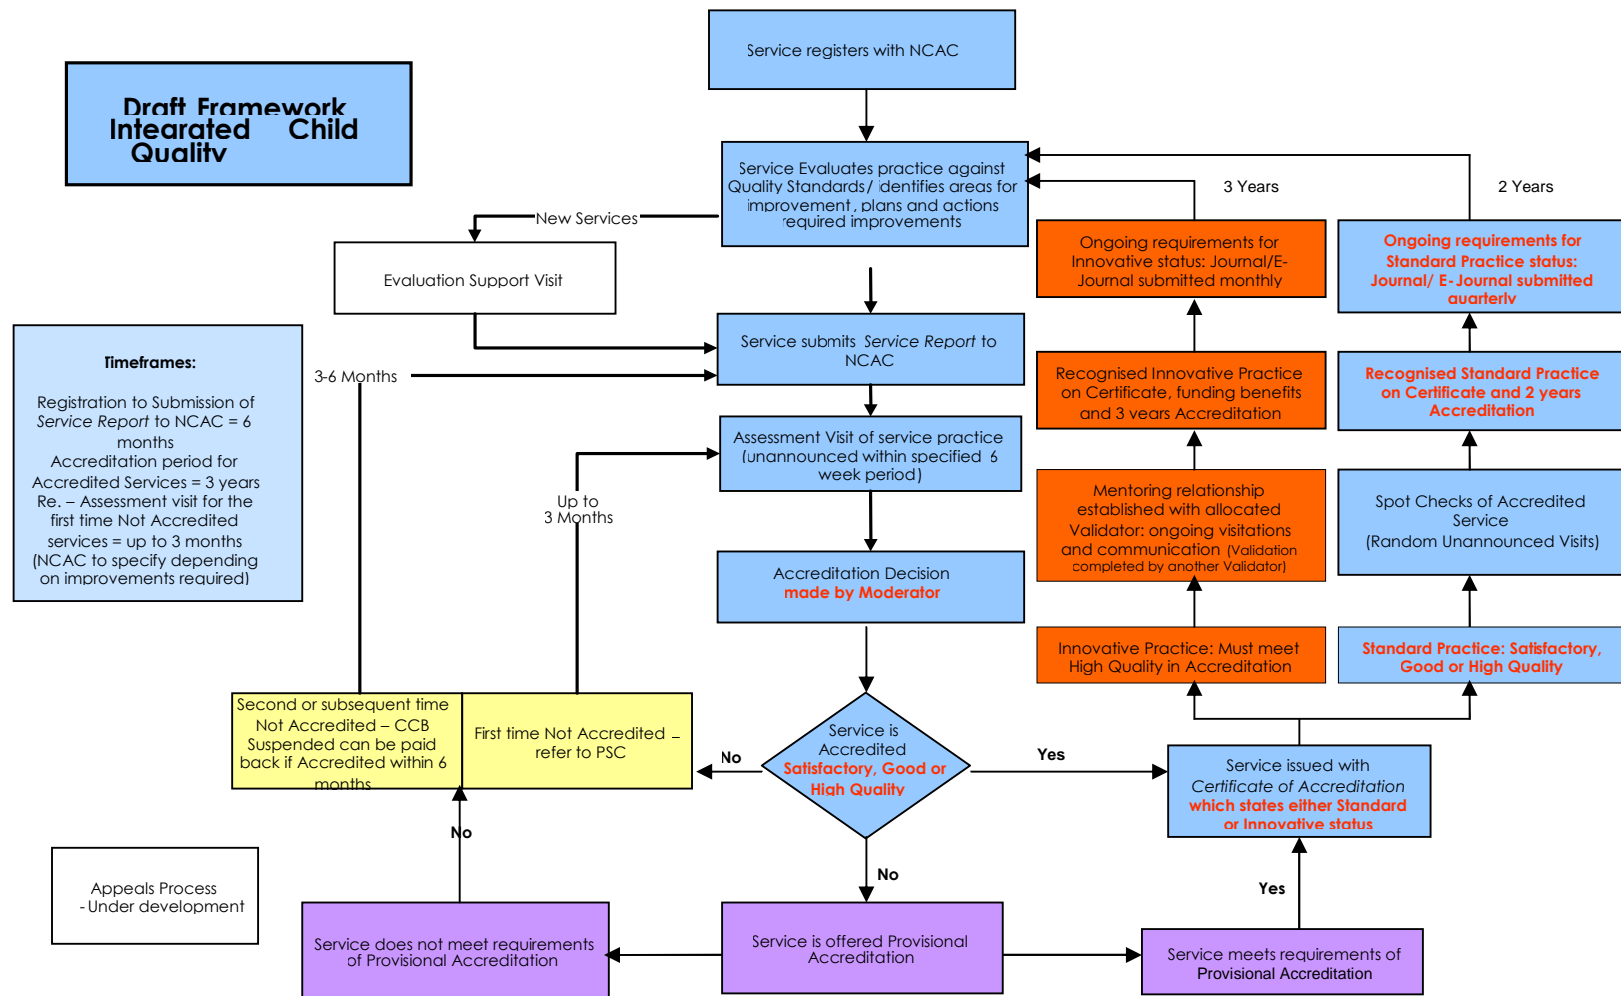 Service registers with NCAC
Draft Framework
Integrated Child
Quality
Service Evaluates practice against
Quality Standards/ identifies areas for
improvement, plans and actions
required improvements
3 Years
2 Years
New Services
Evaluation Support Visit
Ongoing requirements for
Innovative status: Journal/E-
Journal submitted monthly
Ongoing requirements for
Standard Practice status:
Journal/ E-Journal submitted
quarterly
Timeframes:
Registration to Submission of
Service Report to NCAC = 6
months
Accreditation period for
Accredited Services = 3 years
Re. – Assessment visit for the
first time Not Accredited
services = up to 3 months
(NCAC to specify depending
on improvements required)
3-6 Months
Service submits Service Report to
NCAC
Recognised Innovative Practice
on Certificate, funding benefits
and 3 years Accreditation
Recognised Standard Practice
on Certificate and 2 years
Accreditation
Assessment Visit of service practice
(unannounced within specified 6
week period)
Up to
3 Months
Mentoring relationship
established with allocated
Validator: ongoing visitations
and communication (Validation
completed by another Validator)
Spot Checks of Accredited
Service
(Random Unannounced Visits)
Accreditation Decision
made by Moderator
Innovative Practice: Must meet
High Quality in Accreditation
Standard Practice: Satisfactory,
Good or High Quality
Second or subsequent time
Not Accredited – CCB
Suspended can be paid
back if Accredited within 6
months
First time Not Accredited –
refer to PSC
No
Service is
Accredited
Satisfactory, Good or
High Quality
Yes
Service issued with
Certificate of Accreditation
which states either Standard
or Innovative status
No
No
Yes
Appeals Process
- Under development
Service does not meet requirements
of Provisional Accreditation
Service is offered Provisional
Accreditation
Service meets requirements of
Provisional Accreditation